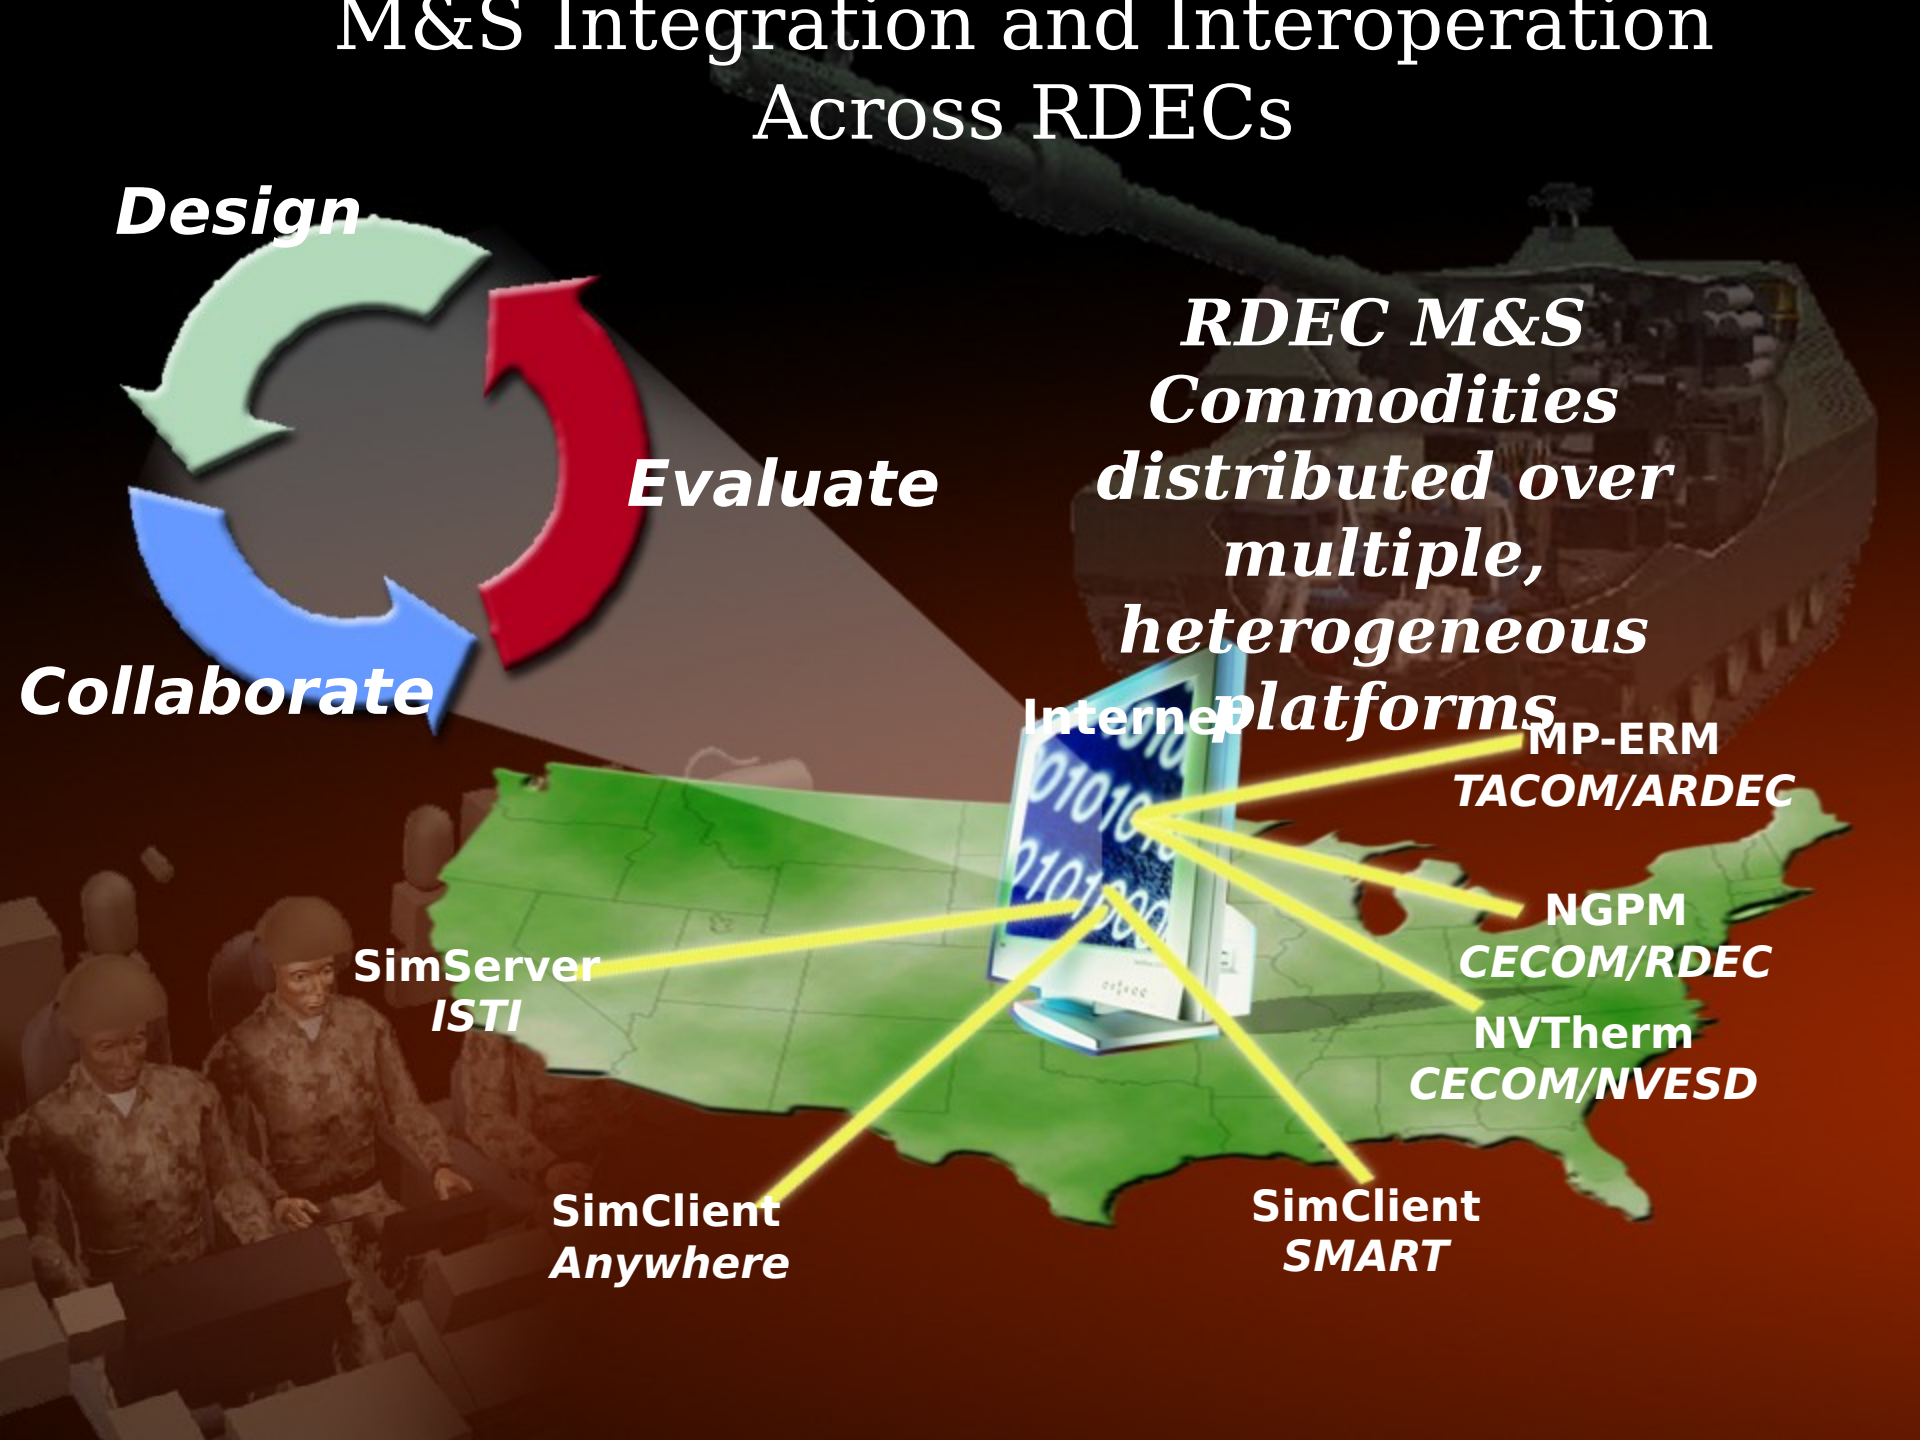 M&S Integration and Interoperation
Across RDECs
Design
Evaluate
Collaborate
RDEC M&S
Commodities
distributed over
multiple,
heterogeneous
platforms
Internet
MP-ERM
TACOM/ARDEC
NGPM
CECOM/RDEC
NVTherm
CECOM/NVESD
SimServer
ISTI
SimClient
Anywhere
SimClient
SMART